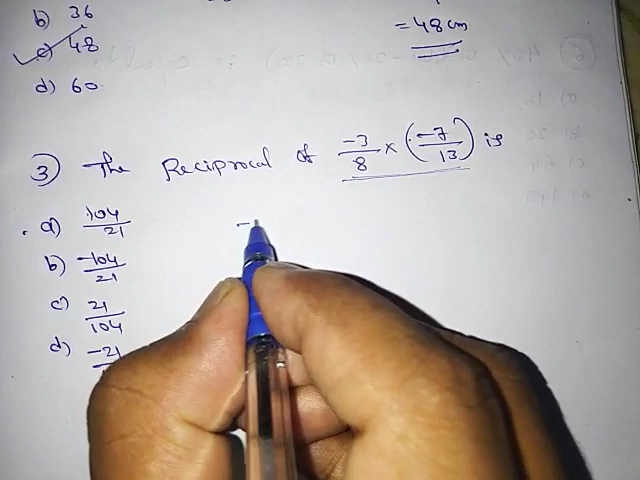 b) 36
c) 48
d) 60
= 48 cm
③ The Reciprocal of -3/8 × (-7/13) is
a) 104/21
b) -104/21
c) 21/104
d) -21
-